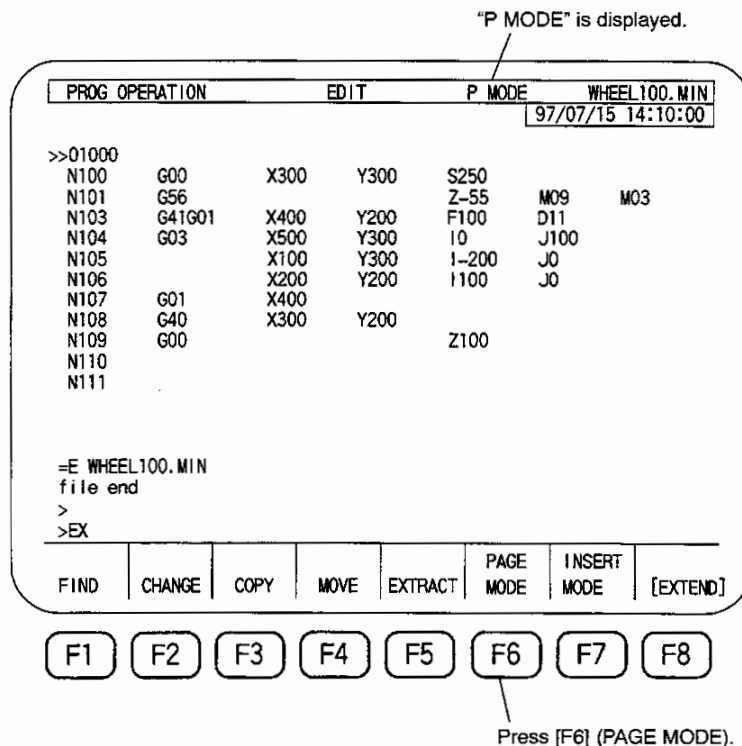 “P MODE” is displayed.
PROG OPERATION EDIT P MODE WHEEL100.MIN
97/07/15 14:10:00
>>O1000
N100 G00 X300 Y300 S250
N101 G56 Z-55 M09 M03
N103 G41G01 X400 Y200 F100 D11
N104 G03 X500 Y300 I0 J100
N105 X100 Y300 I-200 J0
N106 X200 Y200 I100 J0
N107 G01 X400
N108 G40 X300 Y200
N109 G00 Z100
N110
N111
=E WHEEL100.MIN
file end
>
>EX
FIND CHANGE COPY MOVE EXTRACT PAGE MODE INSERT MODE [EXTEND]
F1 F2 F3 F4 F5 F6 F7 F8
Press [F6] (PAGE MODE).